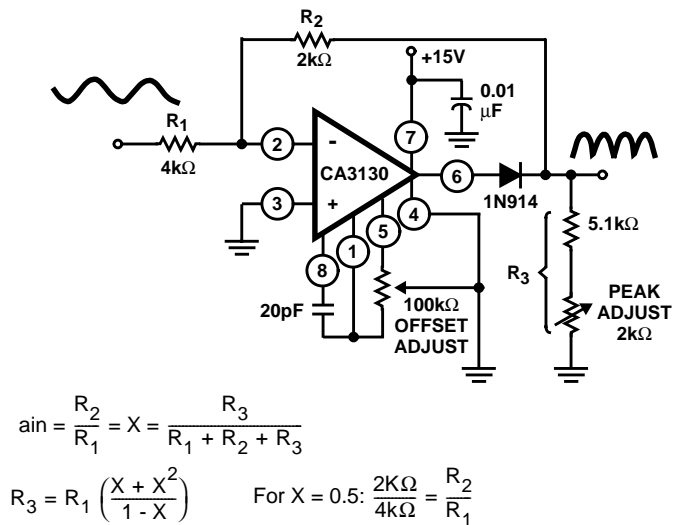 R2
2kΩ
+15V
0.01
μF
R1
4kΩ
2
-
7
CA3130
6
1N914
3
+
4
5
1
8
5.1kΩ
R3
20pF
100kΩ
OFFSET
ADJUST
PEAK
ADJUST
2kΩ
ain = R2/R1 = X = R3/(R1 + R2 + R3)
R3 = R1 ((X + X²)/(1 - X))
For X = 0.5: 2KΩ/4kΩ = R2/R1